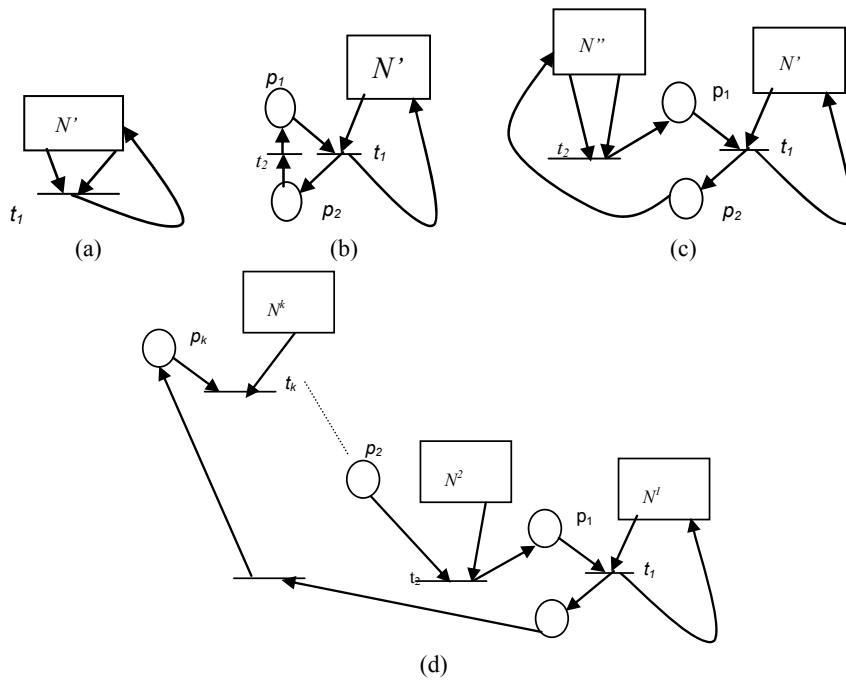 N'
t₁
(a)
p₁
N'
t₂
t₁
p₂
(b)
N''
N'
p₁
t₂
t₁
p₂
(c)
Nᵏ
pₖ
tₖ
p₂
N²
N¹
p₁
t₂
t₁
(d)